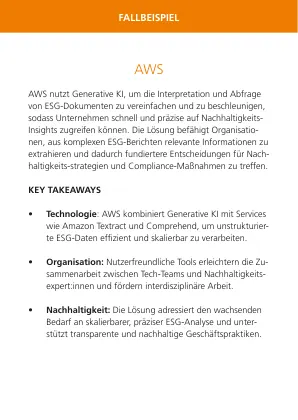 FALLBEISPIEL
AWS
AWS nutzt Generative KI, um die Interpretation und Abfrage
von ESG-Dokumenten zu vereinfachen und zu beschleunigen,
sodass Unternehmen schnell und präzise auf Nachhaltigkeits-
Insights zugreifen können. Die Lösung befähigt Organisatio-
nen, aus komplexen ESG-Berichten relevante Informationen zu
extrahieren und dadurch fundiertere Entscheidungen für Nach-
haltigkeits-strategien und Compliance-Maßnahmen zu treffen.
KEY TAKEAWAYS
• Technologie: AWS kombiniert Generative KI mit Services
wie Amazon Textract und Comprehend, um unstrukturier-
te ESG-Daten effizient und skalierbar zu verarbeiten.
• Organisation: Nutzerfreundliche Tools erleichtern die Zu-
sammenarbeit zwischen Tech-Teams und Nachhaltigkeits-
expert:innen und fördern interdisziplinäre Arbeit.
• Nachhaltigkeit: Die Lösung adressiert den wachsenden
Bedarf an skalierbarer, präziser ESG-Analyse und unter-
stützt transparente und nachhaltige Geschäftspraktiken.